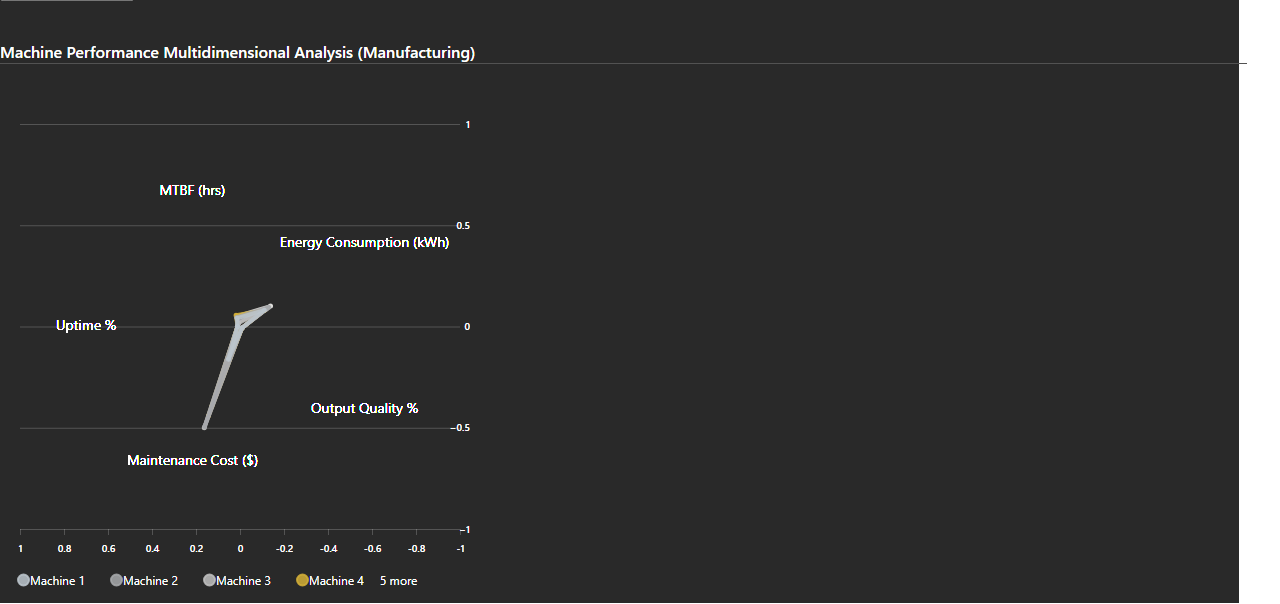 Machine Performance Multidimensional Analysis (Manufacturing)
1
MTBF (hrs)
0.5
Energy Consumption (kWh)
Uptime %
0
Output Quality %
-0.5
Maintenance Cost ($)
-1
1 0.8 0.6 0.4 0.2 0 -0.2 -0.4 -0.6 -0.8 -1
Machine 1 Machine 2 Machine 3 Machine 4 5 more